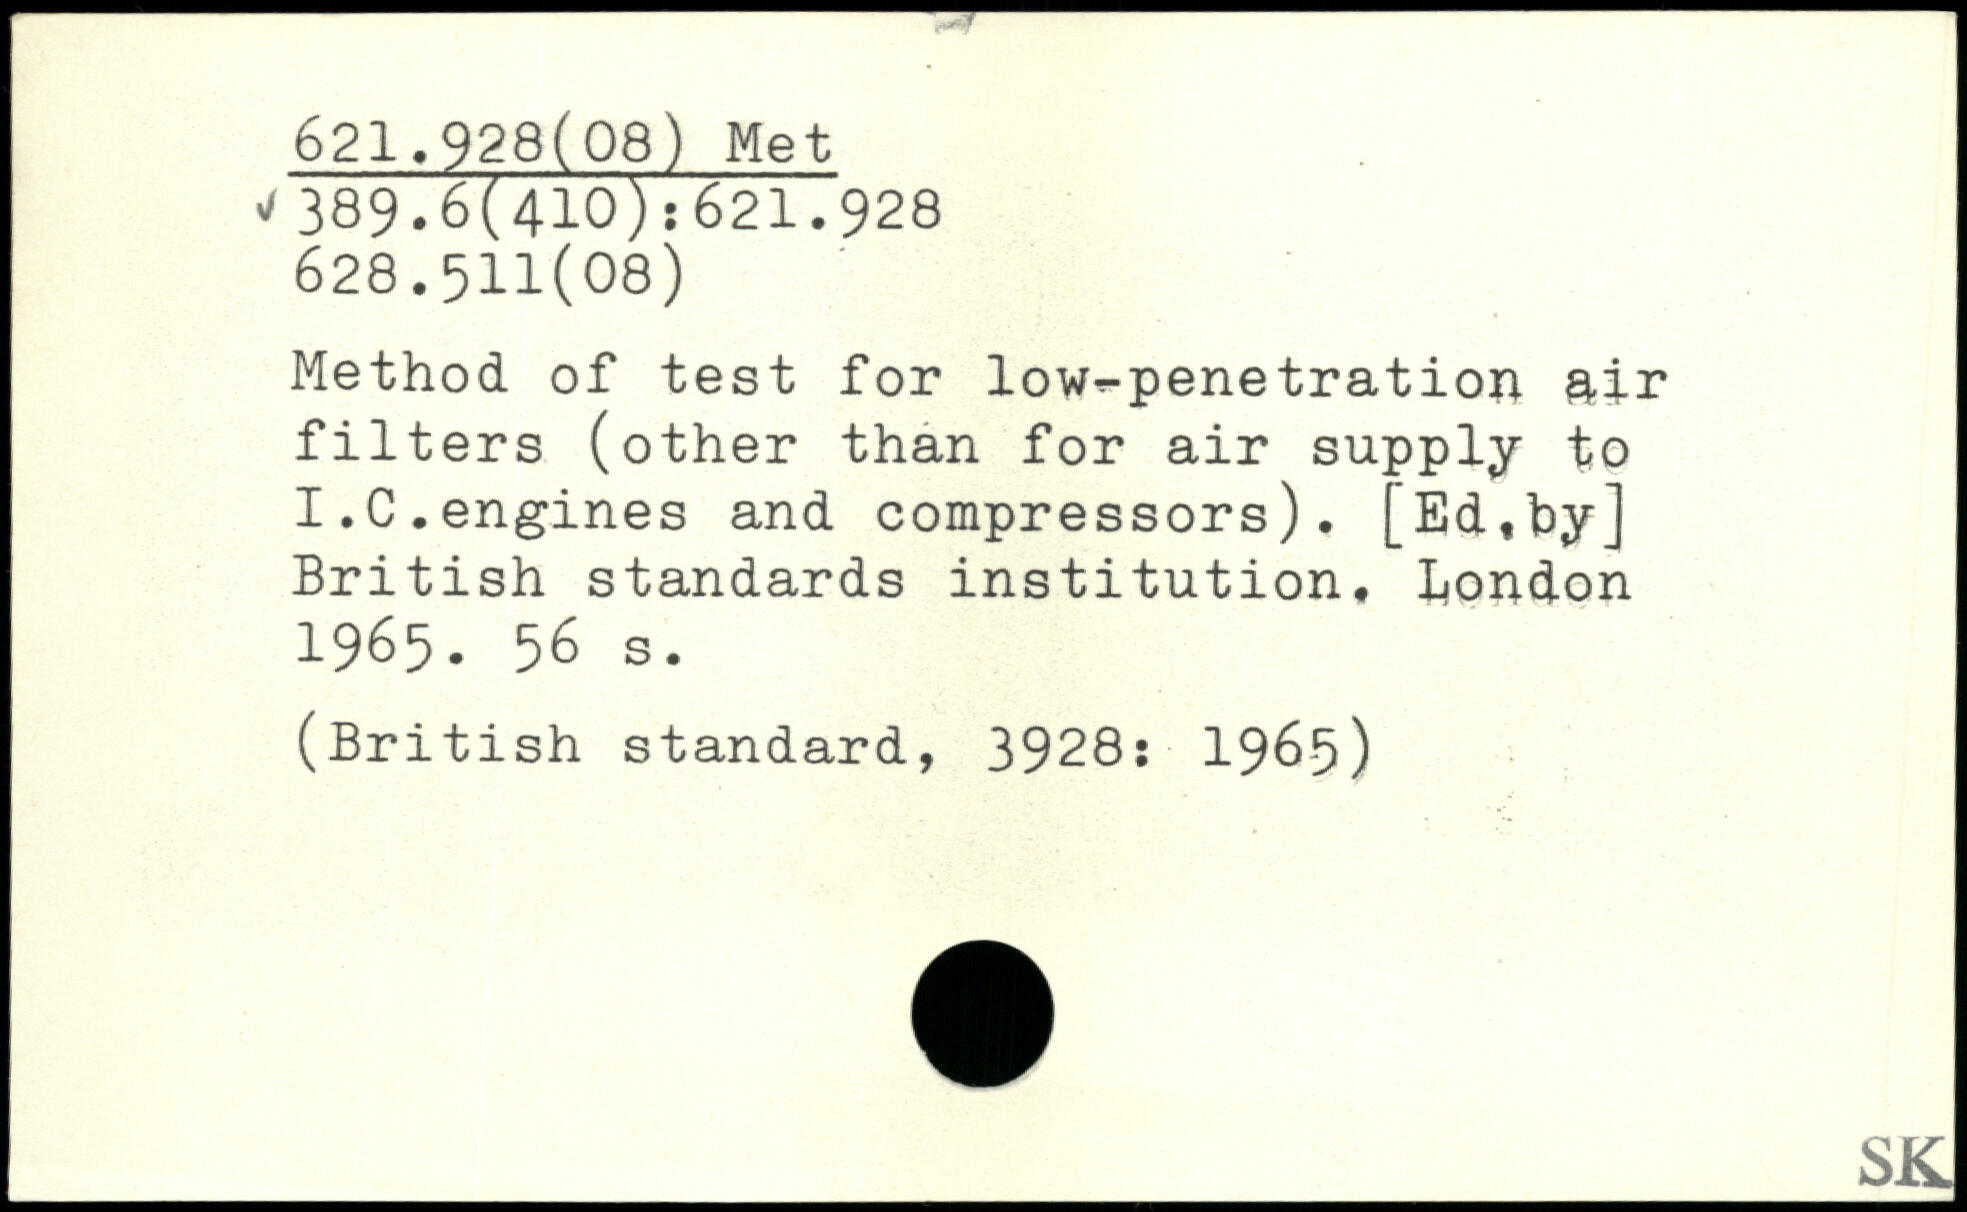 621.928(08) Met
✓ 389.6(410):621.928
628.511(08)
Method of test for low-penetration air
filters (other than for air supply to
I.C.engines and compressors). [Ed.by]
British standards institution. London
1965. 56 s.
(British standard, 3928: 1965)
SK